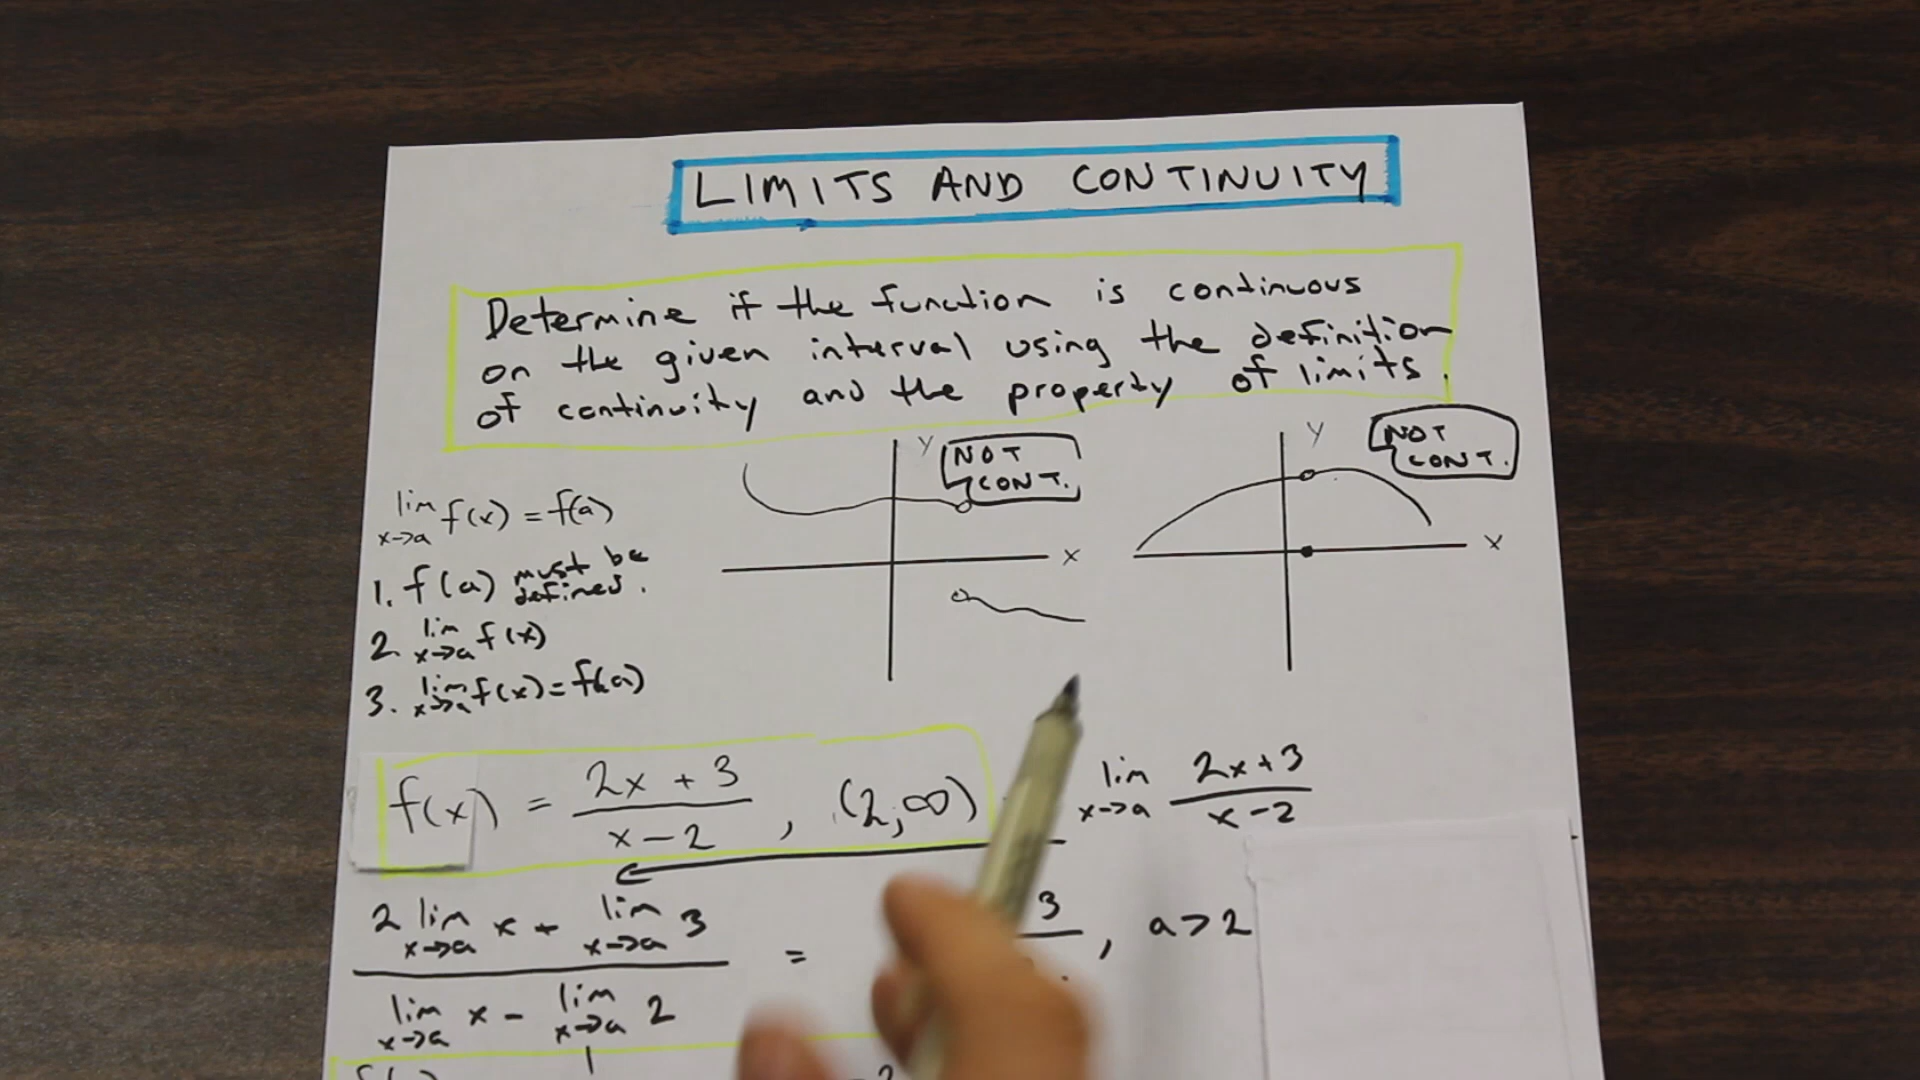 LIMITS AND CONTINUITY
Determine if the function is continuous
on the given interval using the definition
of continuity and the property of limits.
lim x→a f(x) = f(a)
1. f(a) must be defined.
2. lim x→a f(x)
3. lim x→a f(x) = f(a)
y
NOT
CONT.
x
y
NOT
CONT.
x
f(x) = 2x + 3 / x - 2 , (2,∞)
lim x→a 2x+3 / x-2
2 lim x→a x + lim x→a 3
lim x→a x - lim x→a 2
= 3 , a > 2